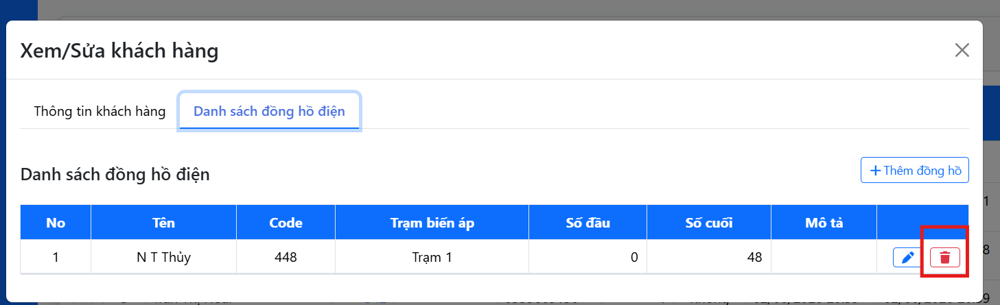 Xem/Sửa khách hàng
Thông tin khách hàng
Danh sách đồng hồ điện
Danh sách đồng hồ điện
Thêm đồng hồ
No Tên Code Trạm biến áp Số đầu Số cuối Mô tả
1 N T Thủy 448 Trạm 1 0 48